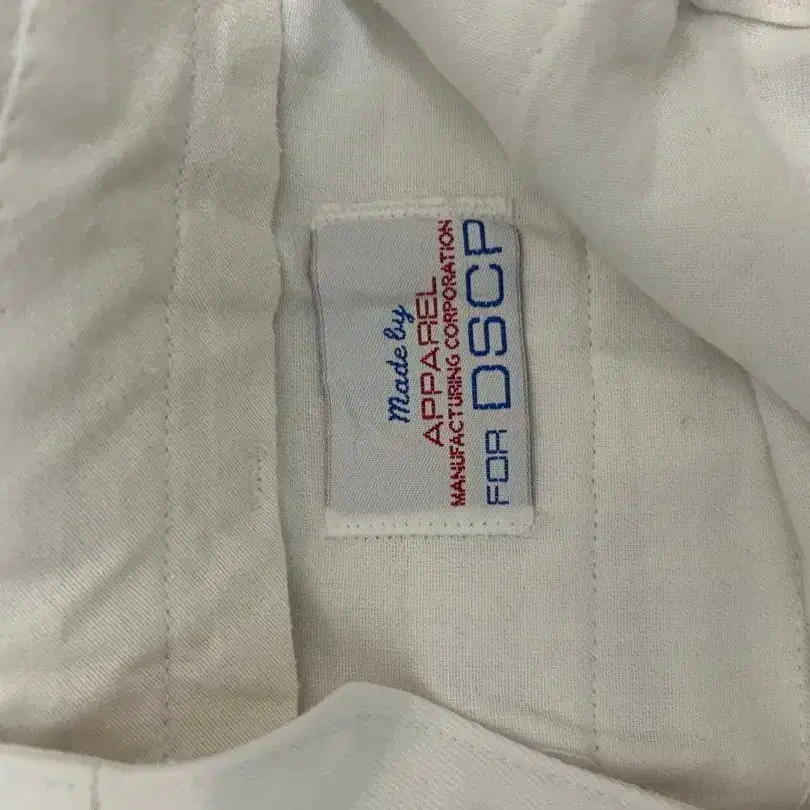 Made by
APPAREL
MANUFACTURING CORPORATION
FOR DSCP